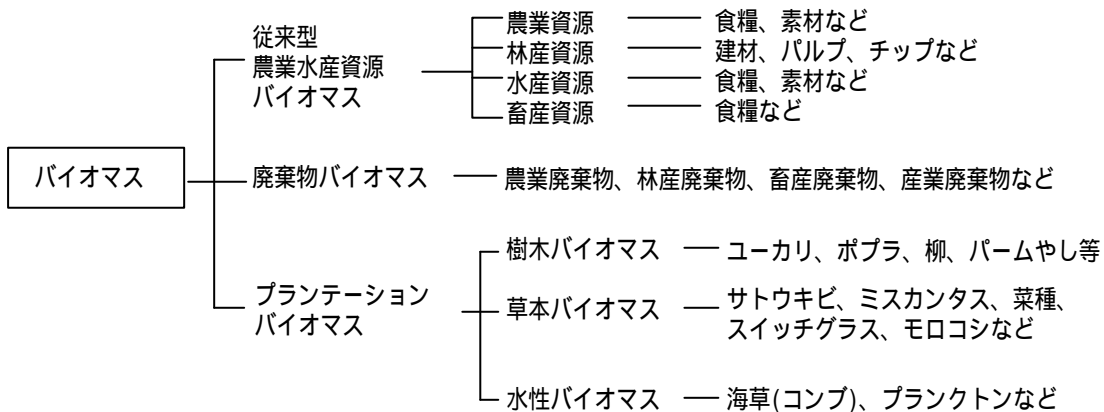 バイオマス
従来型
農業水産資源
バイオマス
農業資源 食糧、素材など
林産資源 建材、パルプ、チップなど
水産資源 食糧、素材など
畜産資源 食糧など
廃棄物バイオマス 農業廃棄物、林産廃棄物、畜産廃棄物、産業廃棄物など
プランテーション
バイオマス
樹木バイオマス ユーカリ、ポプラ、柳、パームやし等
草本バイオマス サトウキビ、ミスカンタス、菜種、
スイッチグラス、モロコシなど
水性バイオマス 海草(コンブ)、プランクトンなど